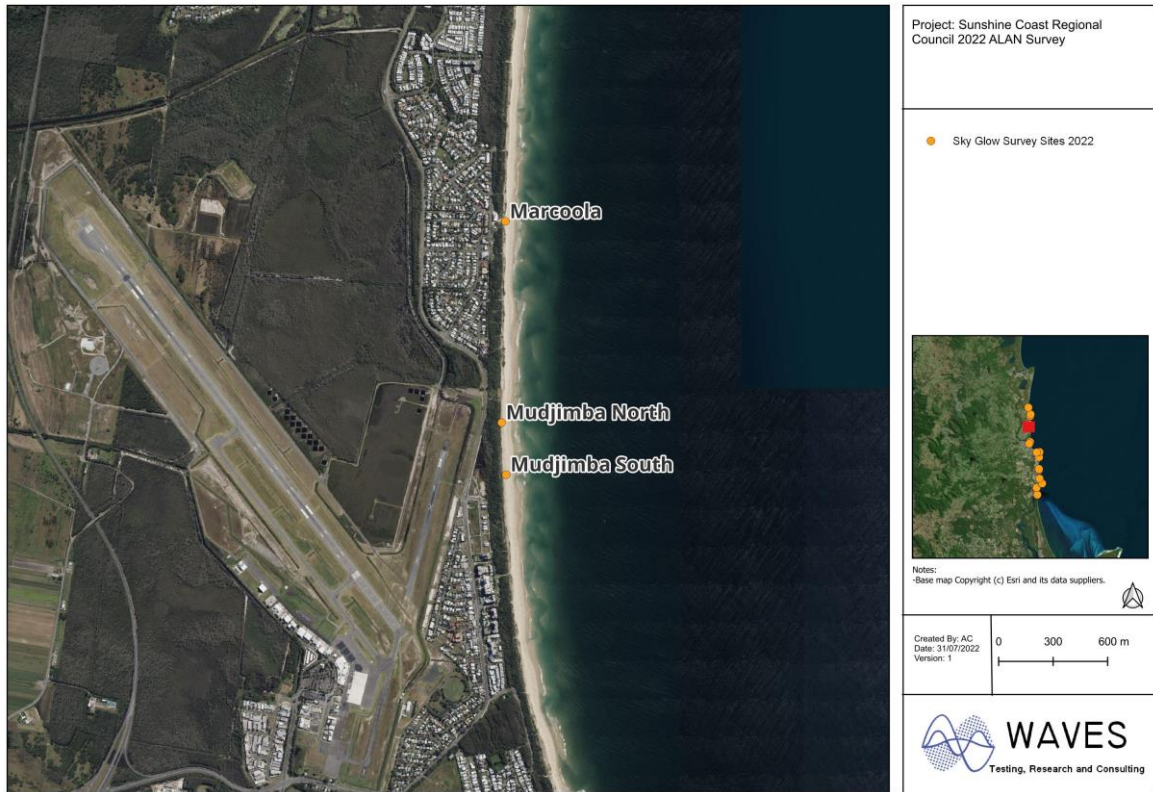 Marcoola
Mudjimba North
Mudjimba South
Project: Sunshine Coast Regional
Council 2022 ALAN Survey
Sky Glow Survey Sites 2022
Notes:
-Base map Copyright (c) Esri and its data suppliers.
Created By: AC
Date: 31/07/2022
Version: 1
0 300 600 m
WAVES
Testing, Research and Consulting